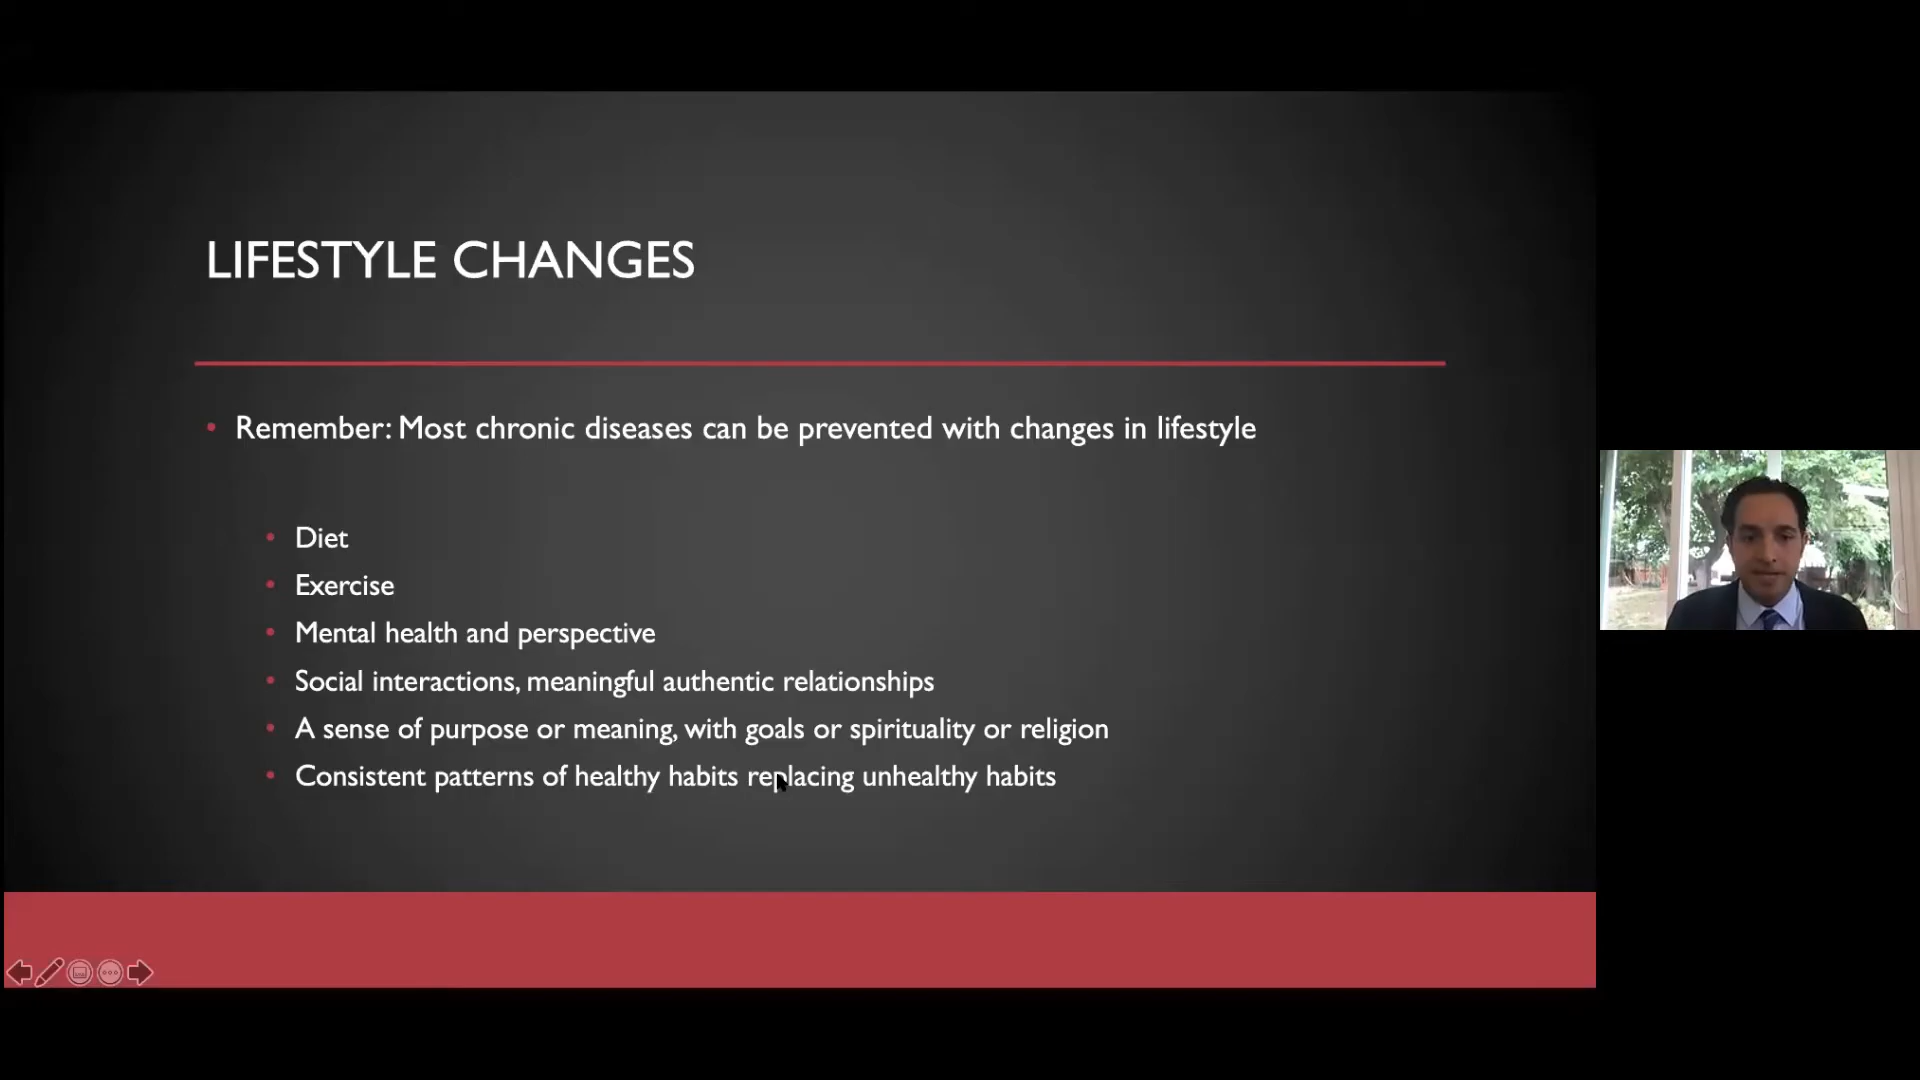 LIFESTYLE CHANGES
Remember: Most chronic diseases can be prevented with changes in lifestyle
Diet
Exercise
Mental health and perspective
Social interactions, meaningful authentic relationships
A sense of purpose or meaning, with goals or spirituality or religion
Consistent patterns of healthy habits replacing unhealthy habits